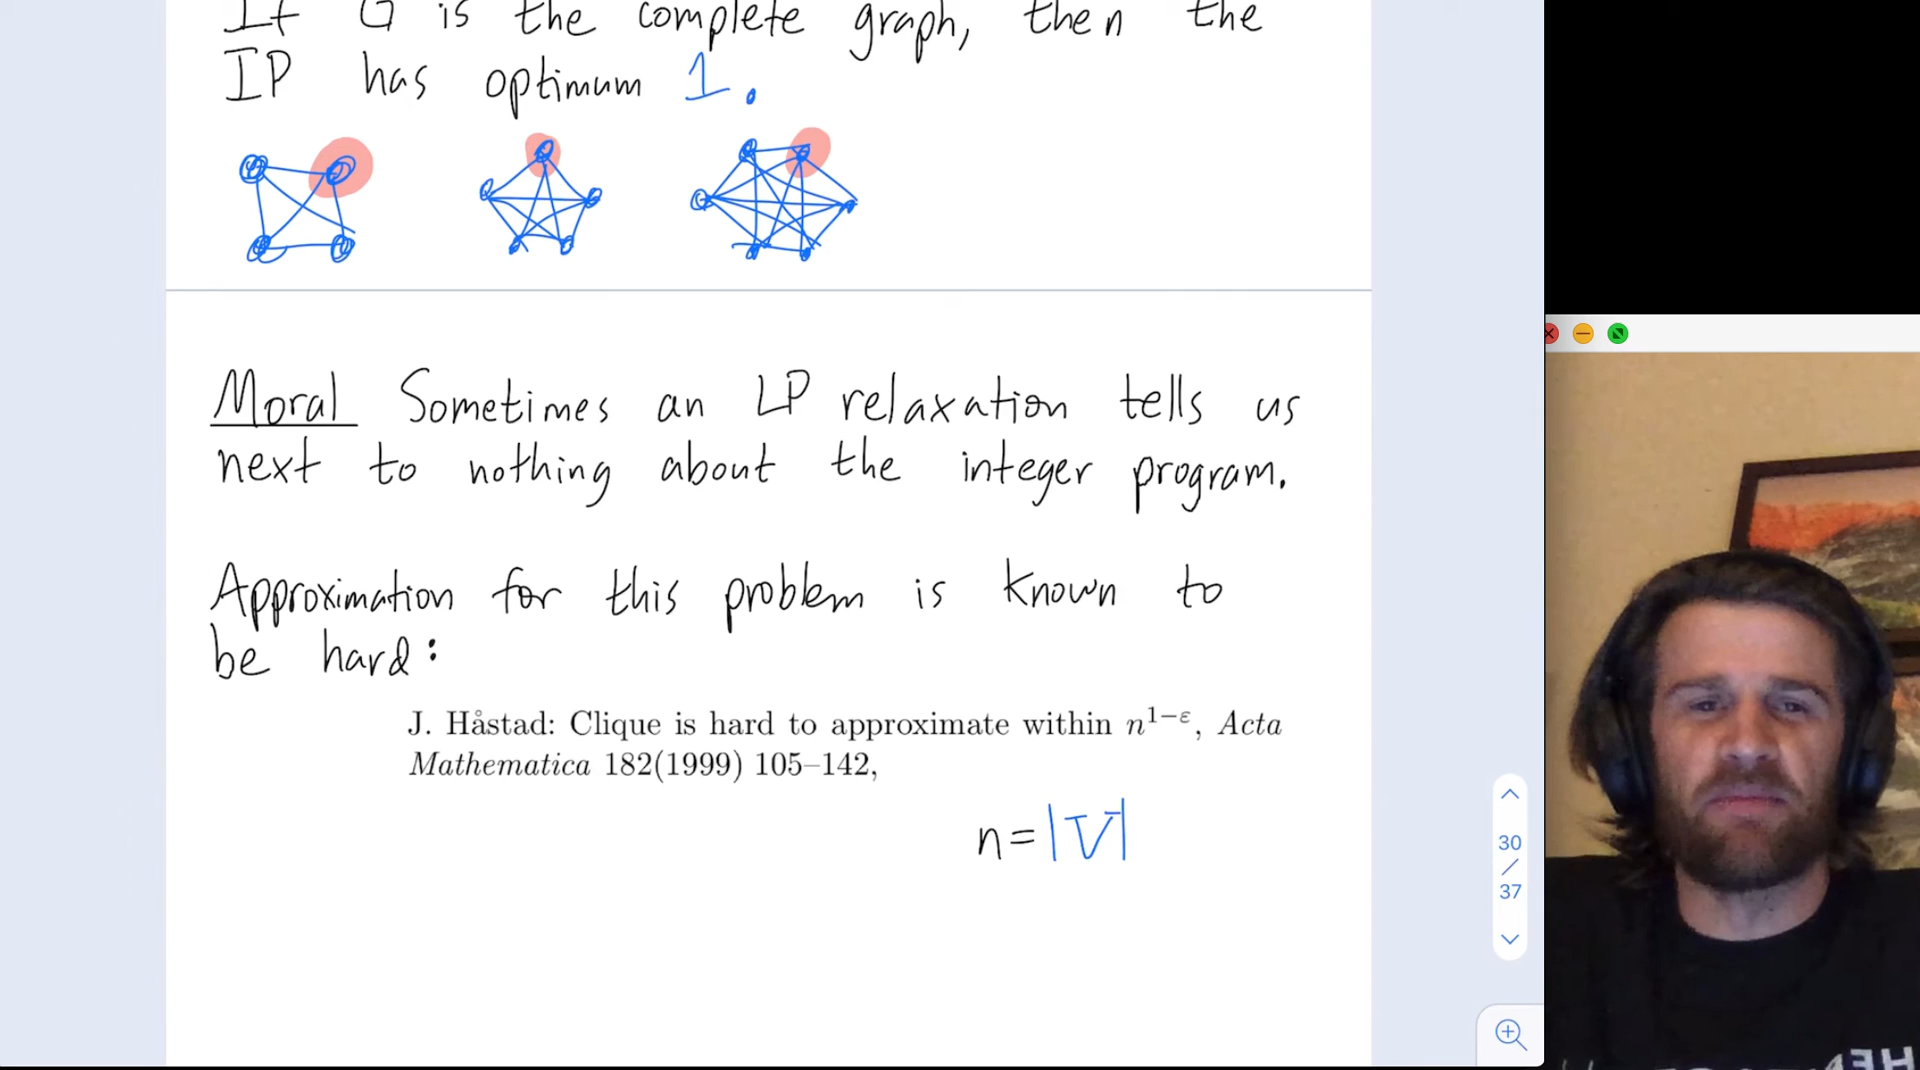 If G is the complete graph, then the
IP has optimum 1.
Moral Sometimes an LP relaxation tells us
next to nothing about the integer program.
Approximation for this problem is known to
be hard:
J. Håstad: Clique is hard to approximate within n^{1−ε}, Acta
Mathematica 182(1999) 105–142,
n=|V|
30
/
37